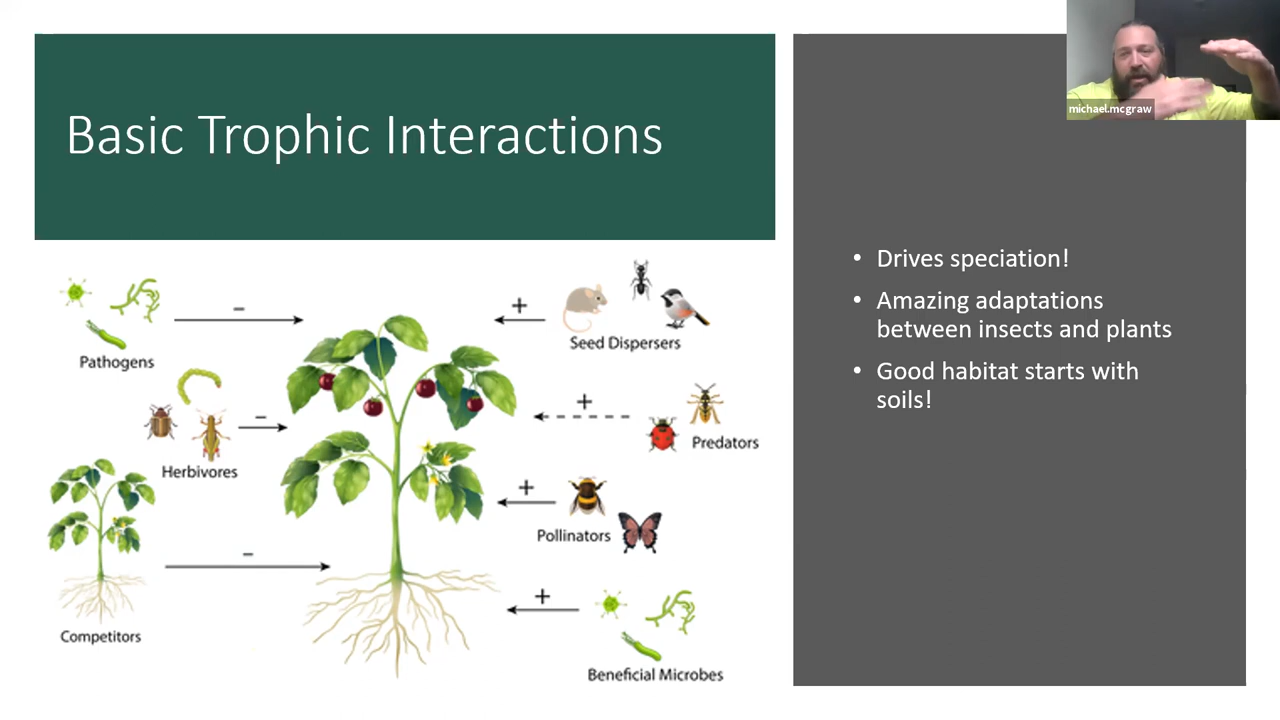 michael.mcgraw
Basic Trophic Interactions
Pathogens
–
+
Seed Dispersers
Herbivores
–
+
Predators
+
Pollinators
Competitors
–
+
Beneficial Microbes
• Drives speciation!
• Amazing adaptations
between insects and plants
• Good habitat starts with
soils!